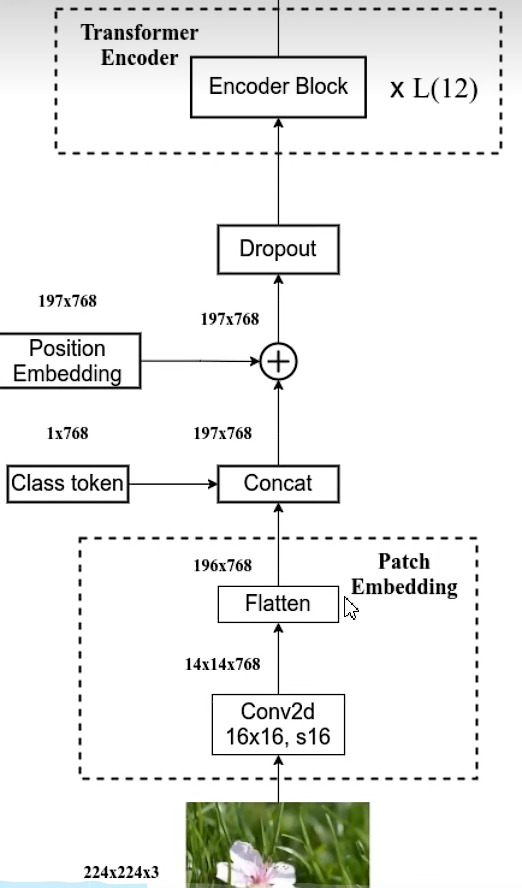 Transformer
Encoder
Encoder Block
x L(12)
Dropout
197x768
197x768
Position
Embedding
1x768
197x768
Class token
Concat
196x768
Patch
Embedding
Flatten
14x14x768
Conv2d
16x16, s16
224x224x3